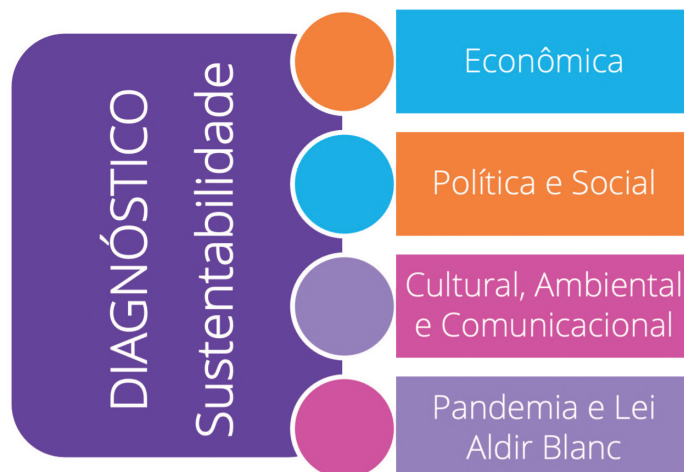 DIAGNÓSTICO
Sustentabilidade
Econômica
Política e Social
Cultural, Ambiental
e Comunicacional
Pandemia e Lei
Aldir Blanc